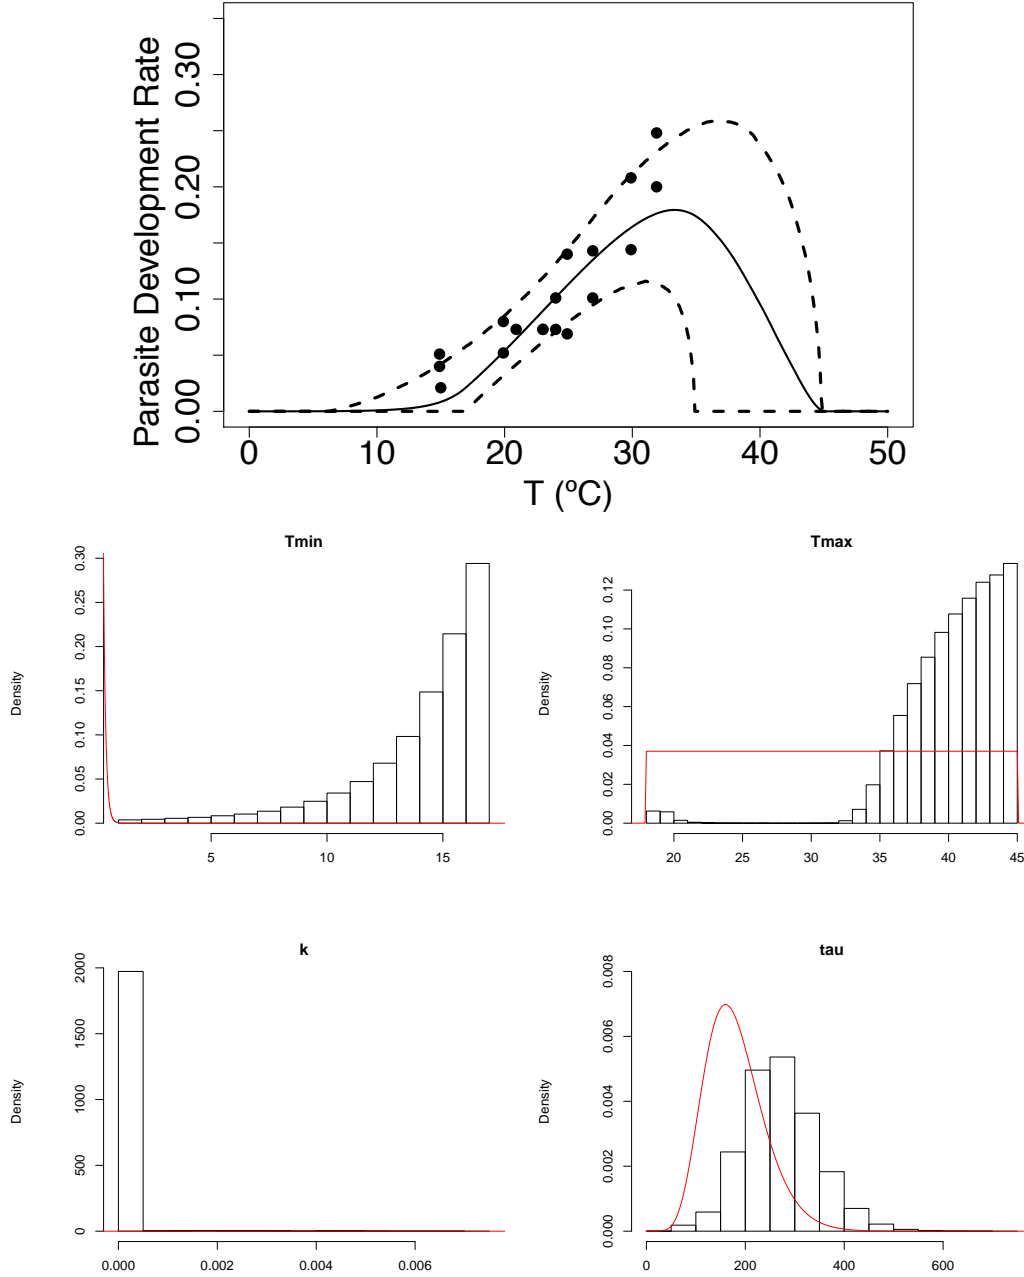 Parasite Development Rate
0.30
0.20
0.10
0.00
0 10 20 30 40 50
T (ºC)
Tmin Tmax
Density
0.30
0.25
0.20
0.15
0.10
0.05
0.00
5 10 15
Density
0.12
0.10
0.08
0.06
0.04
0.02
0.00
20 25 30 35 40 45
k tau
Density
2000
1500
1000
500
0
0.000 0.002 0.004 0.006
Density
0.008
0.006
0.004
0.002
0.000
0 200 400 600